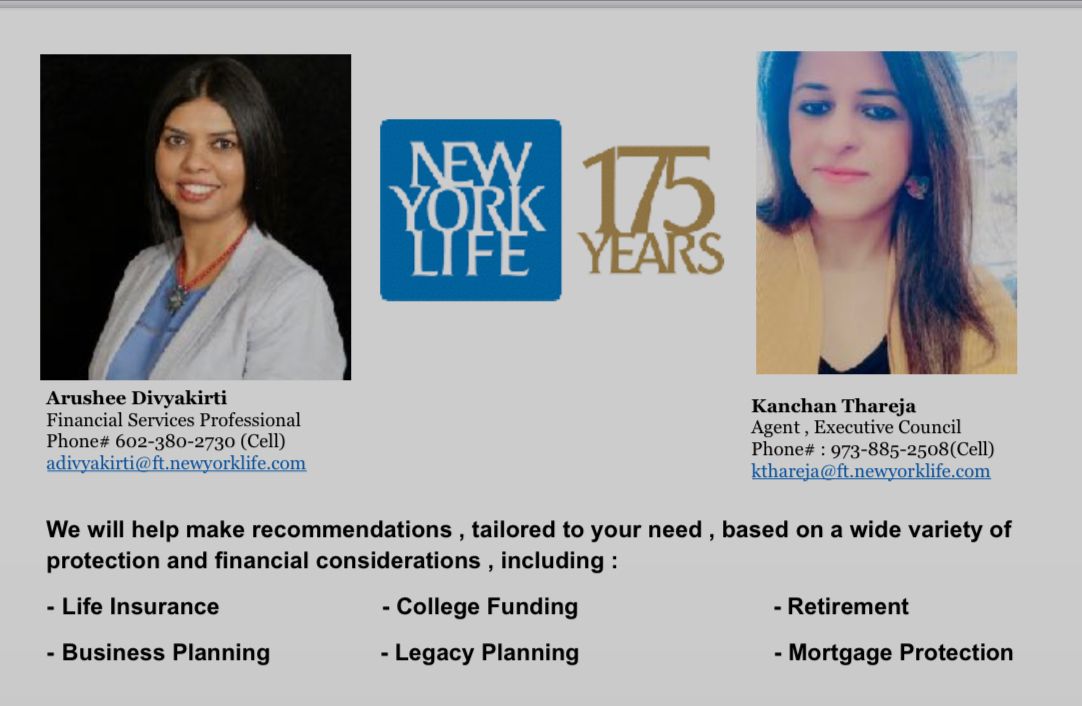 NEW
YORK
LIFE
175
YEARS
Arushee Divyakirti
Financial Services Professional
Phone# 602-380-2730 (Cell)
adivyakirti@ft.newyorklife.com
Kanchan Thareja
Agent , Executive Council
Phone# : 973-885-2508(Cell)
kthareja@ft.newyorklife.com
We will help make recommendations , tailored to your need , based on a wide variety of
protection and financial considerations , including :
- Life Insurance - College Funding - Retirement
- Business Planning - Legacy Planning - Mortgage Protection